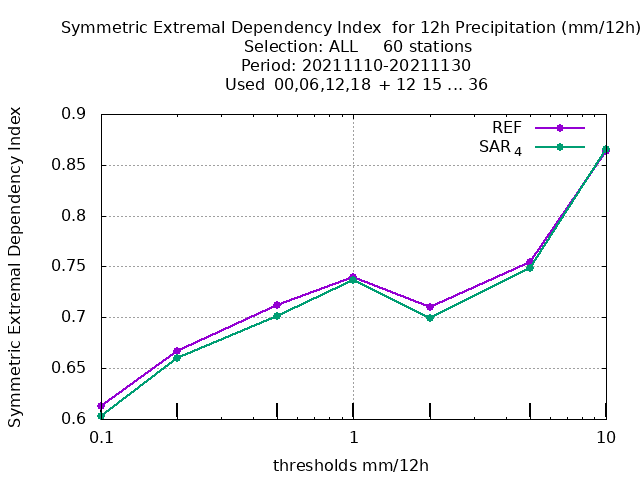 Symmetric Extremal Dependency Index  for 12h Precipitation (mm/12h)
Selection: ALL     60 stations
Period: 20211110-20211130
Used  00,06,12,18  + 12 15 ... 36
Symmetric Extremal Dependency Index
0.9
0.85
0.8
0.75
0.7
0.65
0.6
REF
SAR 4
0.1
1
10
thresholds mm/12h